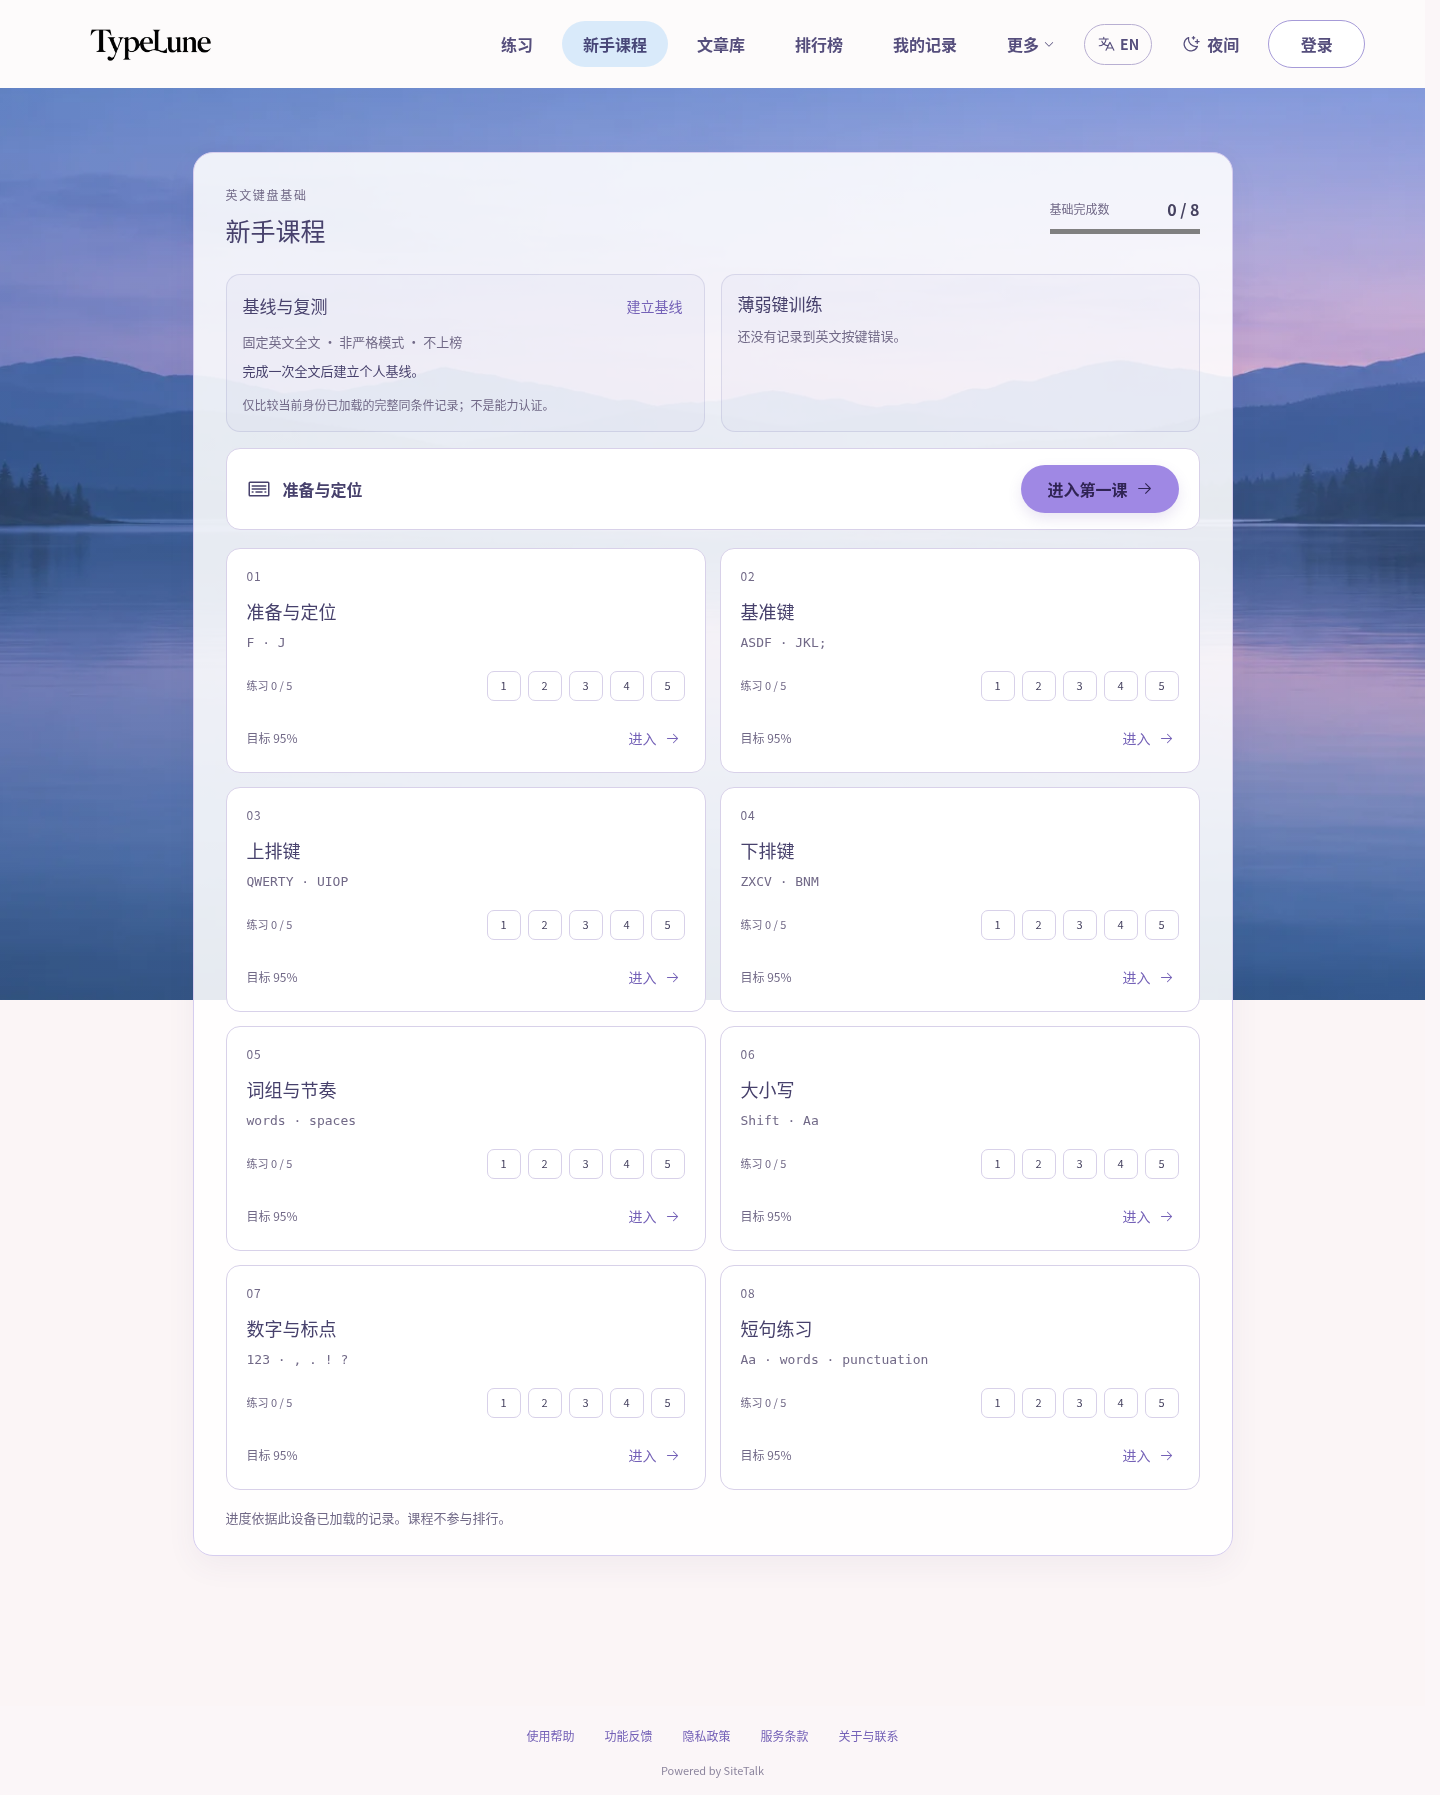 TypeLune
练习
新手课程
文章库
排行榜
我的记录
更多
EN
夜间
登录
英文键盘基础
新手课程
基础完成数
0 / 8
基线与复测
建立基线
固定英文全文 · 非严格模式 · 不上榜
完成一次全文后建立个人基线。
仅比较当前身份已加载的完整同条件记录；不是能力认证。
薄弱键训练
还没有记录到英文按键错误。
准备与定位
进入第一课 →
01
准备与定位
F · J
练习 0 / 5
1 2 3 4 5
目标 95%
进入 →
02
基准键
ASDF · JKL;
练习 0 / 5
1 2 3 4 5
目标 95%
进入 →
03
上排键
QWERTY · UIOP
练习 0 / 5
1 2 3 4 5
目标 95%
进入 →
04
下排键
ZXCV · BNM
练习 0 / 5
1 2 3 4 5
目标 95%
进入 →
05
词组与节奏
words · spaces
练习 0 / 5
1 2 3 4 5
目标 95%
进入 →
06
大小写
Shift · Aa
练习 0 / 5
1 2 3 4 5
目标 95%
进入 →
07
数字与标点
123 · , . ! ?
练习 0 / 5
1 2 3 4 5
目标 95%
进入 →
08
短句练习
Aa · words · punctuation
练习 0 / 5
1 2 3 4 5
目标 95%
进入 →
进度依据此设备已加载的记录。课程不参与排行。
使用帮助
功能反馈
隐私政策
服务条款
关于与联系
Powered by SiteTalk